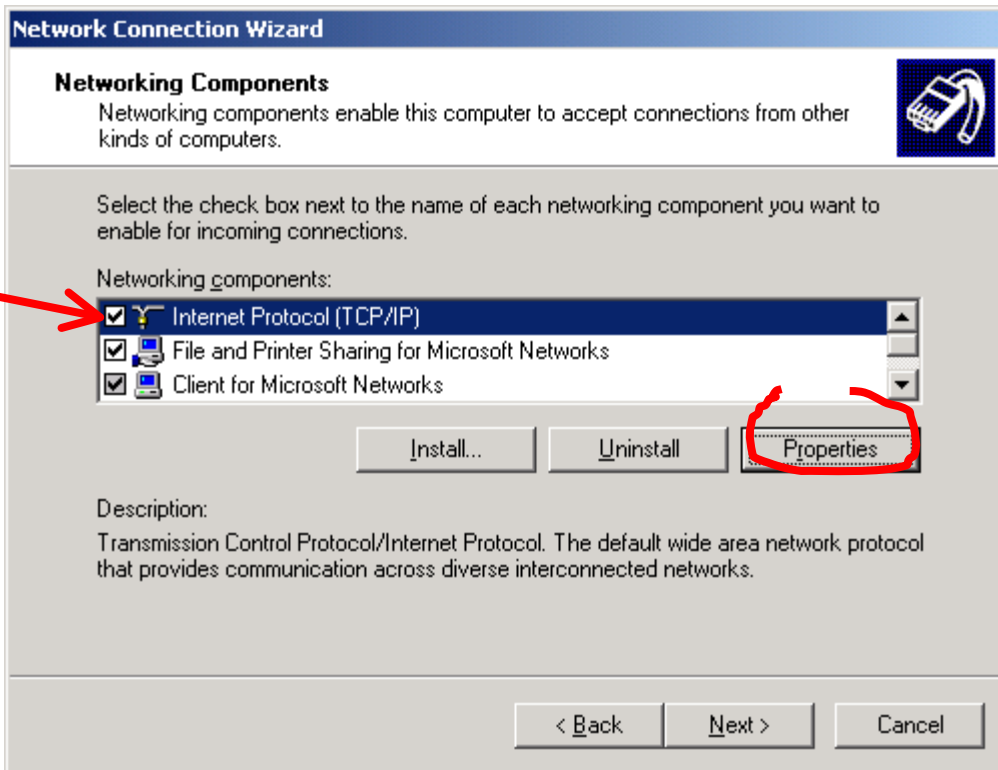 Network Connection Wizard
Networking Components
Networking components enable this computer to accept connections from other
kinds of computers.
Select the check box next to the name of each networking component you want to
enable for incoming connections.
Networking components:
Internet Protocol (TCP/IP)
File and Printer Sharing for Microsoft Networks
Client for Microsoft Networks
Install... Uninstall Properties
Description:
Transmission Control Protocol/Internet Protocol. The default wide area network protocol
that provides communication across diverse interconnected networks.
< Back Next > Cancel